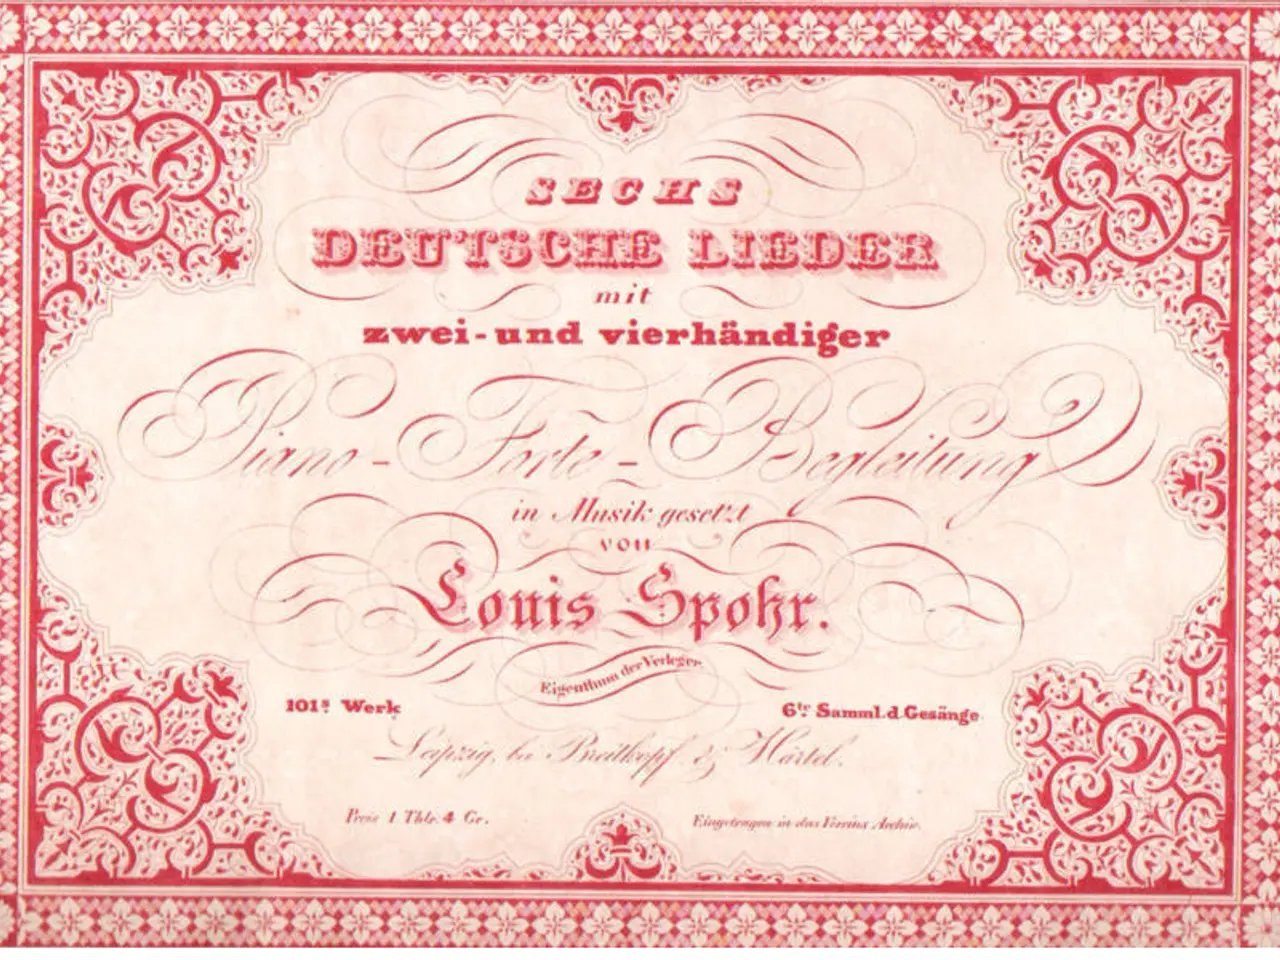 SECHS
DEUTSCHE LIEDER
mit
zwei- und vierhändiger
Piano-Forte-Begleitung
in Musik gesetzt
von
Louis Spohr.
Eigenthum der Verleger.
101s Werk
6te Samml. d. Gesänge.
Leipzig, bei Breitkopf & Härtel.
Preis 1 Thlr. 4 Gr.
Eingetragen in das Vereins Archiv.